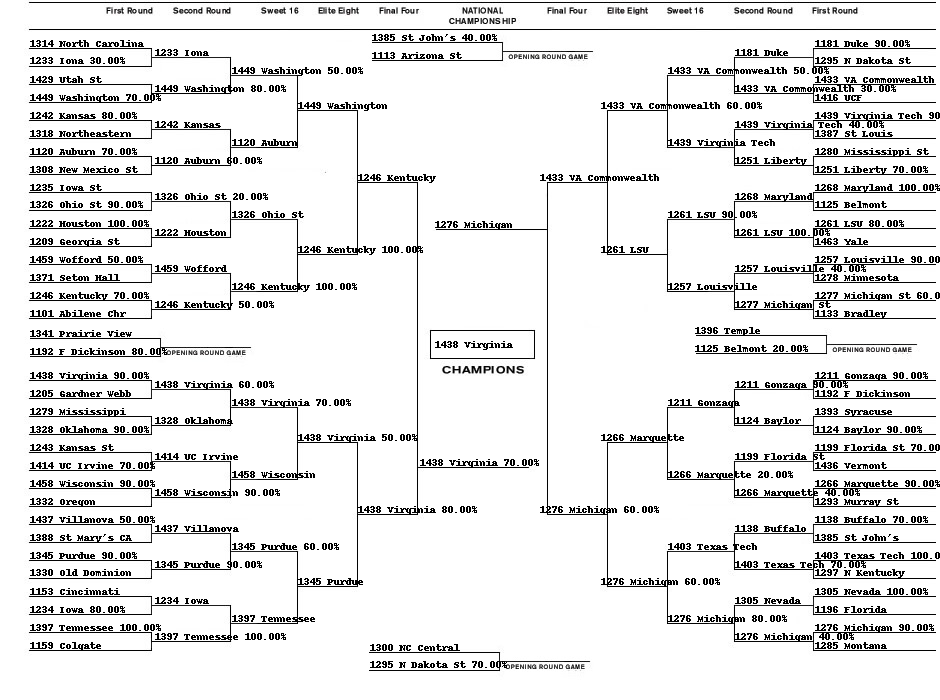 First Round Second Round Sweet 16 Elite Eight Final Four NATIONAL CHAMPIONSHIP Final Four Elite Eight Sweet 16 Second Round First Round
1385 St John's 40.00%
1113 Arizona St
OPENING ROUND GAME
1314 North Carolina
1233 Iona 30.00%
1429 Utah St
1449 Washington 70.00%
1242 Kansas 80.00%
1318 Northeastern
1120 Auburn 70.00%
1308 New Mexico St
1235 Iowa St
1326 Ohio St 90.00%
1222 Houston 100.00%
1209 Georgia St
1459 Wofford 50.00%
1371 Seton Hall
1246 Kentucky 70.00%
1101 Abilene Chr
1233 Iona
1449 Washington 80.00%
1242 Kansas
1120 Auburn 60.00%
1326 Ohio St 20.00%
1222 Houston
1459 Wofford
1246 Kentucky 50.00%
1449 Washington 50.00%
1120 Auburn
1326 Ohio St
1246 Kentucky 100.00%
1449 Washington
1246 Kentucky 100.00%
1246 Kentucky
1341 Prairie View
1192 F Dickinson 80.00%
OPENING ROUND GAME
1438 Virginia 90.00%
1205 Gardner Webb
1279 Mississippi
1328 Oklahoma 90.00%
1243 Kansas St
1414 UC Irvine 70.00%
1458 Wisconsin 90.00%
1332 Oregon
1437 Villanova 50.00%
1388 St Mary's CA
1345 Purdue 90.00%
1330 Old Dominion
1153 Cincinnati
1234 Iowa 80.00%
1397 Tennessee 100.00%
1159 Colgate
1438 Virginia 60.00%
1328 Oklahoma
1414 UC Irvine
1458 Wisconsin 90.00%
1437 Villanova
1345 Purdue 90.00%
1234 Iowa
1397 Tennessee 100.00%
1438 Virginia 70.00%
1458 Wisconsin
1345 Purdue 60.00%
1397 Tennessee
1438 Virginia 50.00%
1345 Purdue
1438 Virginia 80.00%
1276 Michigan
1438 Virginia
CHAMPIONS
1438 Virginia 70.00%
1433 VA Commonwealth
1276 Michigan 60.00%
1433 VA Commonwealth 60.00%
1261 LSU
1433 VA Commonwealth 50.00%
1439 Virginia Tech
1261 LSU 90.00%
1257 Louisville
1181 Duke
1433 VA Commonwealth 30.00%
1439 Virginia Tech 40.00%
1251 Liberty
1268 Maryland
1261 LSU 100.00%
1257 Louisville 40.00%
1277 Michigan St
1181 Duke 90.00%
1295 N Dakota St
1433 VA Commonwealth
1416 UCF
1439 Virginia Tech 90
1387 St Louis
1280 Mississippi St
1251 Liberty 70.00%
1268 Maryland 100.00%
1125 Belmont
1261 LSU 80.00%
1463 Yale
1257 Louisville 90.00
1278 Minnesota
1277 Michigan St 60.0
1133 Bradley
1396 Temple
1125 Belmont 20.00%
OPENING ROUND GAME
1266 Marquette
1276 Michigan 60.00%
1211 Gonzaga
1266 Marquette 20.00%
1403 Texas Tech
1276 Michigan 80.00%
1211 Gonzaga 90.00%
1124 Baylor
1199 Florida St
1266 Marquette 40.00%
1138 Buffalo
1403 Texas Tech 70.00%
1305 Nevada
1276 Michigan 40.00%
1211 Gonzaga 90.00%
1192 F Dickinson
1393 Syracuse
1124 Baylor 90.00%
1199 Florida St 70.00
1436 Vermont
1266 Marquette 90.00%
1293 Murray St
1138 Buffalo 70.00%
1385 St John's
1403 Texas Tech 100.0
1297 N Kentucky
1305 Nevada 100.00%
1196 Florida
1276 Michigan 90.00%
1285 Montana
1300 NC Central
1295 N Dakota St 70.00%
OPENING ROUND GAME